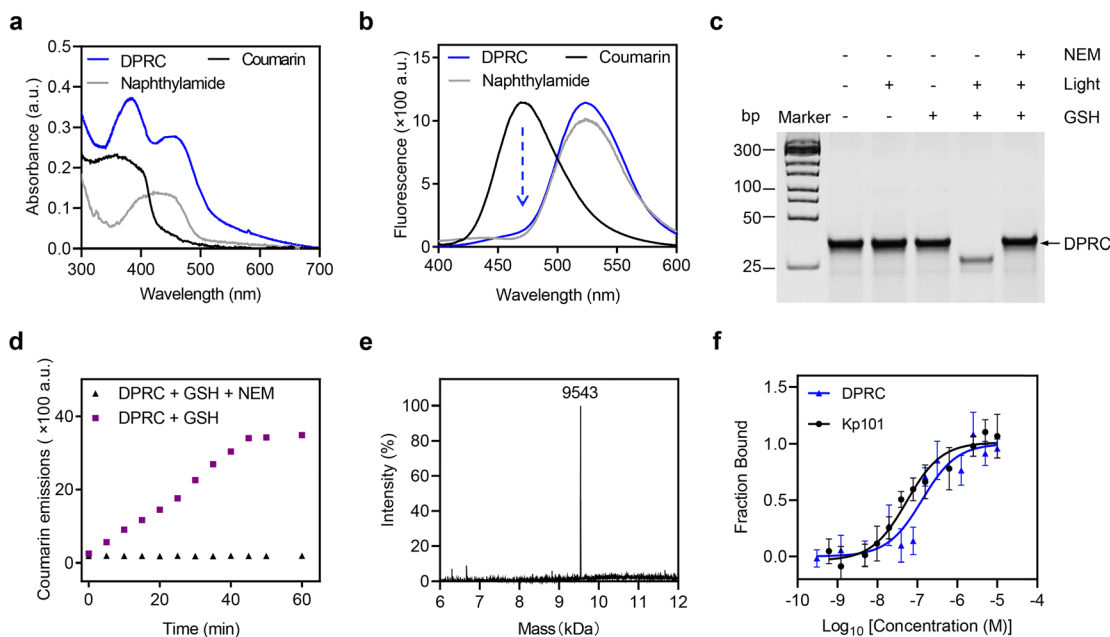 a
0.5
0.4
0.3
0.2
0.1
0.0
Absorbance (a.u.)
DPRC
Coumarin
Naphthylamide
300 400 500 600 700
Wavelength (nm)
b
15
10
5
0
Fluorescence (×100 a.u.)
DPRC
Coumarin
Naphthylamide
400 450 500 550 600
Wavelength (nm)
c
- - - - + NEM
- + - + + Light
bp Marker - - + + + GSH
300
100
50
25
DPRC
d
40
20
0
Coumarin emissions ( ×100 a.u.)
DPRC + GSH + NEM
DPRC + GSH
0 20 40 60
Time (min)
e
9543
100
80
60
40
20
0
Intensity (%)
6 7 8 9 10 11 12
Mass(kDa)
f
1.5
1.0
0.5
0.0
Fraction Bound
DPRC
Kp101
-10 -9 -8 -7 -6 -5 -4
Log10 [Concentration (M)]